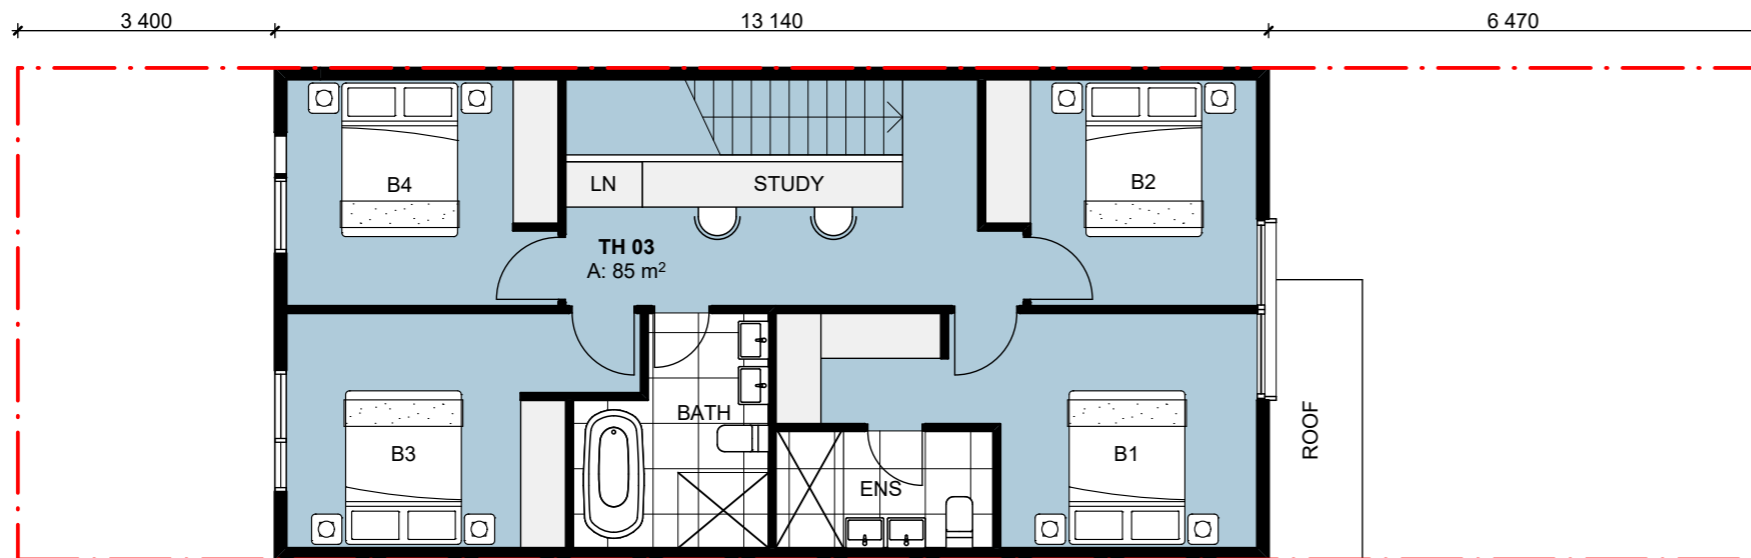 3 400
13 140
6 470
B4
LN
STUDY
B2
TH 03
A: 85 m²
BATH
B3
B1
ENS
ROOF